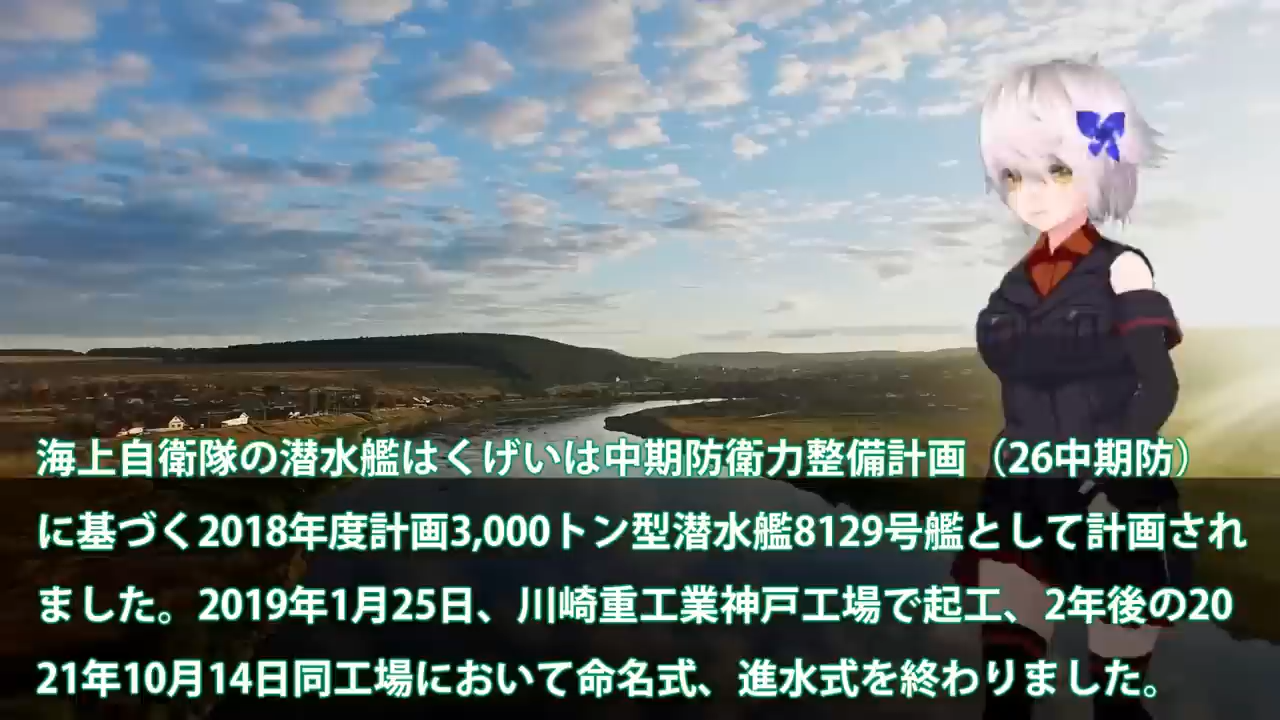 海上自衛隊の潜水艦はくげいは中期防衛力整備計画（26中期防）
に基づく2018年度計画3,000トン型潜水艦8129号艦として計画され
ました。2019年1月25日、川崎重工業神戸工場で起工、2年後の20
21年10月14日同工場において命名式、進水式を終わりました。